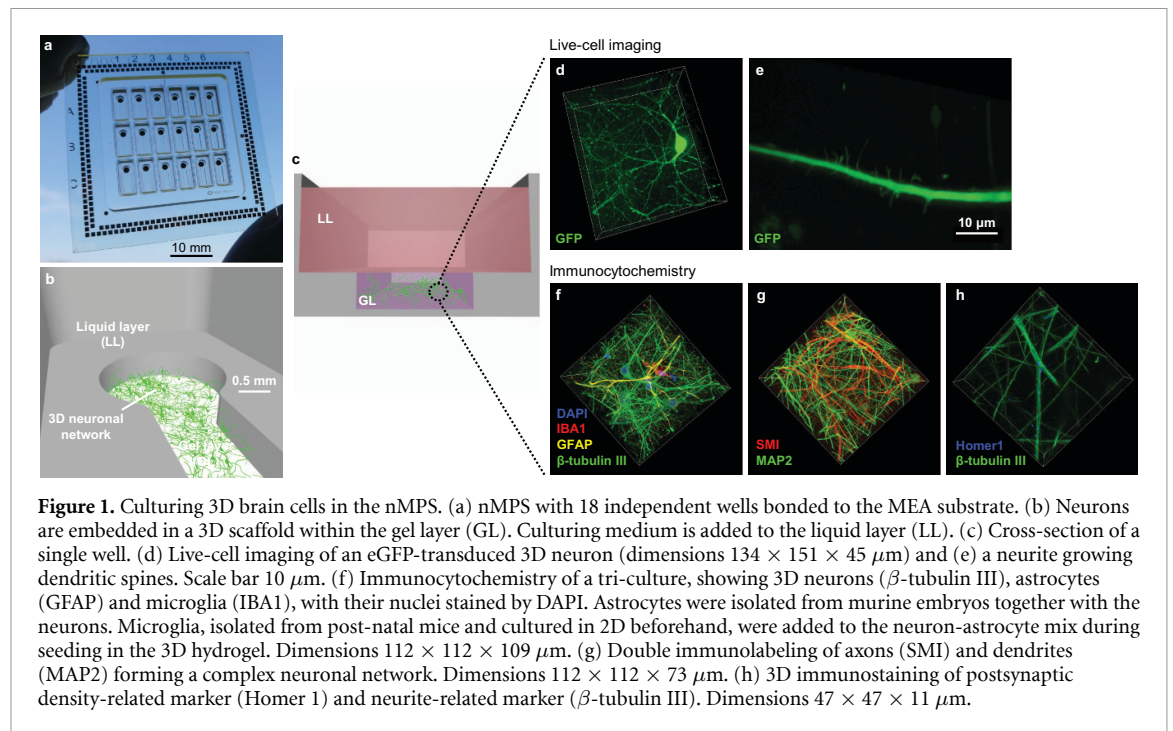 Live-cell imaging
a
1 2 3 4 5 6
A
B
C
10 mm
b
Liquid layer
(LL)
0.5 mm
3D neuronal
network
c
LL
GL
d
GFP
e
GFP
10 μm
Immunocytochemistry
f
DAPI
IBA1
GFAP
β-tubulin III
g
SMI
MAP2
h
Homer1
β-tubulin III
Figure 1. Culturing 3D brain cells in the nMPS. (a) nMPS with 18 independent wells bonded to the MEA substrate. (b) Neurons
are embedded in a 3D scaffold within the gel layer (GL). Culturing medium is added to the liquid layer (LL). (c) Cross-section of a
single well. (d) Live-cell imaging of an eGFP-transduced 3D neuron (dimensions 134 × 151 × 45 μm) and (e) a neurite growing
dendritic spines. Scale bar 10 μm. (f) Immunocytochemistry of a tri-culture, showing 3D neurons (β-tubulin III), astrocytes
(GFAP) and microglia (IBA1), with their nuclei stained by DAPI. Astrocytes were isolated from murine embryos together with the
neurons. Microglia, isolated from post-natal mice and cultured in 2D beforehand, were added to the neuron-astrocyte mix during
seeding in the 3D hydrogel. Dimensions 112 × 112 × 109 μm. (g) Double immunolabeling of axons (SMI) and dendrites
(MAP2) forming a complex neuronal network. Dimensions 112 × 112 × 73 μm. (h) 3D immunostaining of postsynaptic
density-related marker (Homer 1) and neurite-related marker (β-tubulin III). Dimensions 47 × 47 × 11 μm.